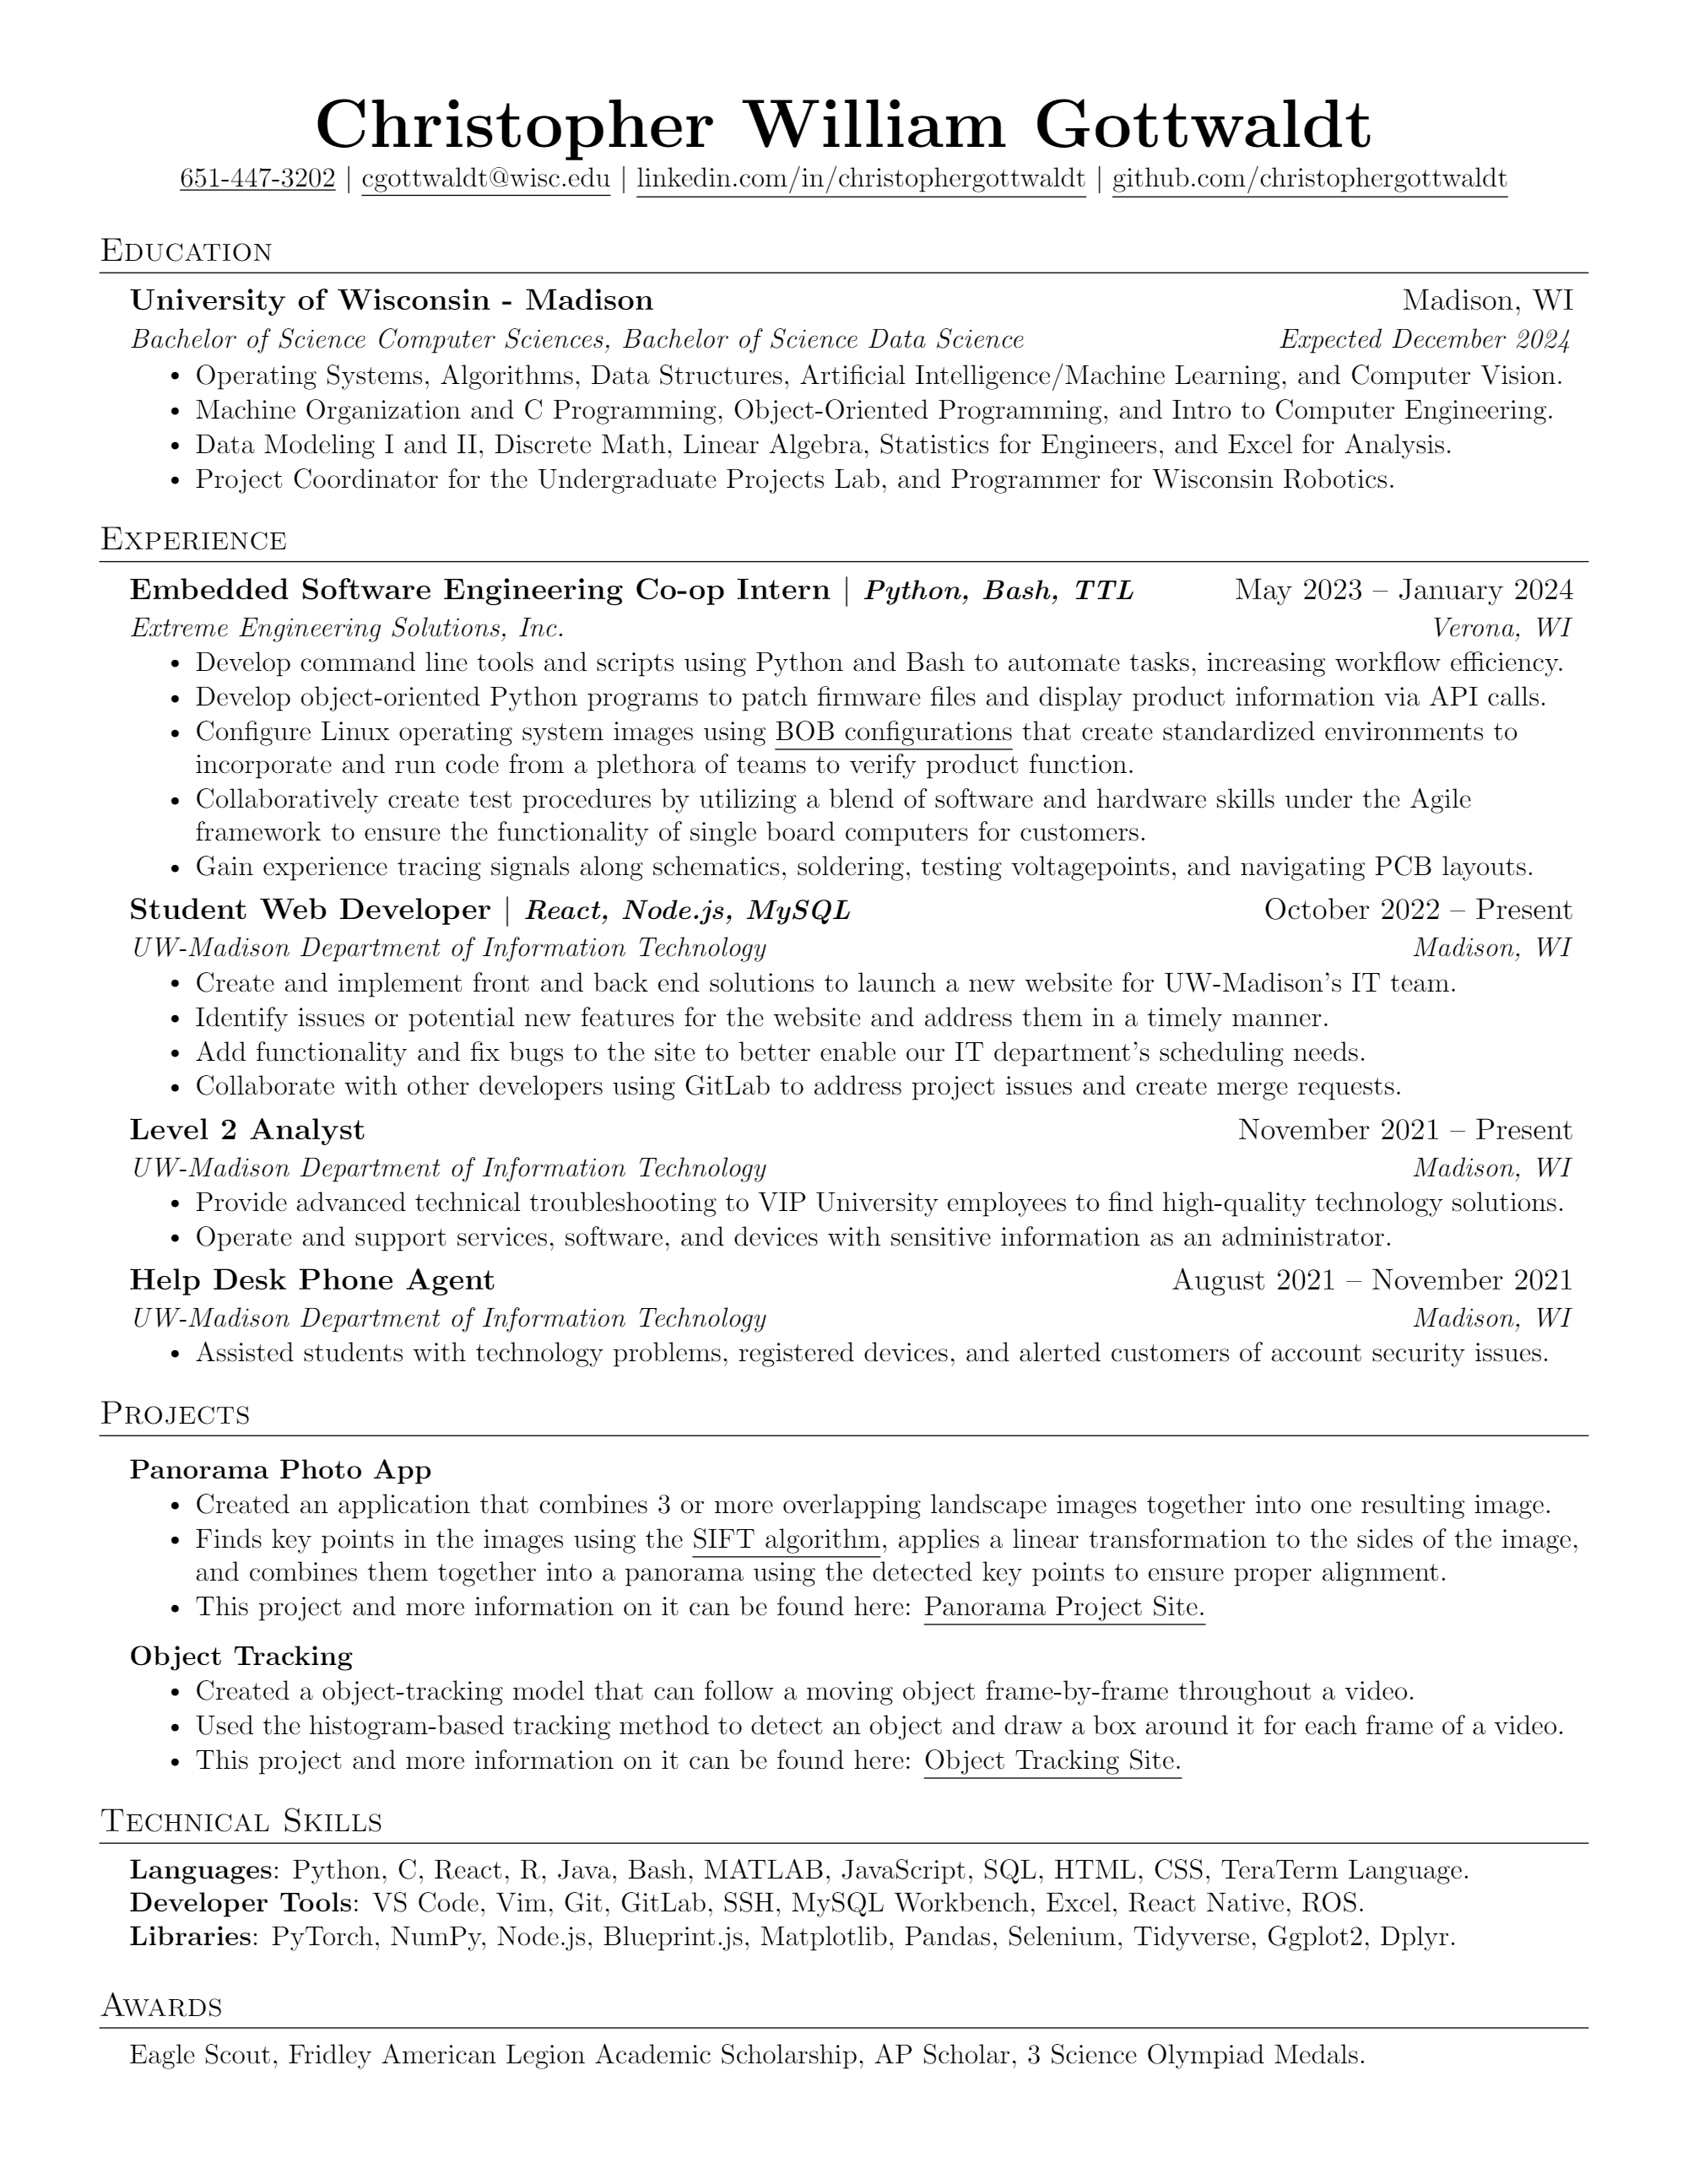 Christopher William Gottwaldt
651-447-3202 | cgottwaldt@wisc.edu | linkedin.com/in/christophergottwaldt | github.com/christophergottwaldt
Education
University of Wisconsin - Madison Madison, WI
Bachelor of Science Computer Sciences, Bachelor of Science Data Science Expected December 2024
• Operating Systems, Algorithms, Data Structures, Artificial Intelligence/Machine Learning, and Computer Vision.
• Machine Organization and C Programming, Object-Oriented Programming, and Intro to Computer Engineering.
• Data Modeling I and II, Discrete Math, Linear Algebra, Statistics for Engineers, and Excel for Analysis.
• Project Coordinator for the Undergraduate Projects Lab, and Programmer for Wisconsin Robotics.
Experience
Embedded Software Engineering Co-op Intern | Python, Bash, TTL May 2023 – January 2024
Extreme Engineering Solutions, Inc. Verona, WI
• Develop command line tools and scripts using Python and Bash to automate tasks, increasing workflow efficiency.
• Develop object-oriented Python programs to patch firmware files and display product information via API calls.
• Configure Linux operating system images using BOB configurations that create standardized environments to
incorporate and run code from a plethora of teams to verify product function.
• Collaboratively create test procedures by utilizing a blend of software and hardware skills under the Agile
framework to ensure the functionality of single board computers for customers.
• Gain experience tracing signals along schematics, soldering, testing voltagepoints, and navigating PCB layouts.
Student Web Developer | React, Node.js, MySQL October 2022 – Present
UW-Madison Department of Information Technology Madison, WI
• Create and implement front and back end solutions to launch a new website for UW-Madison's IT team.
• Identify issues or potential new features for the website and address them in a timely manner.
• Add functionality and fix bugs to the site to better enable our IT department's scheduling needs.
• Collaborate with other developers using GitLab to address project issues and create merge requests.
Level 2 Analyst November 2021 – Present
UW-Madison Department of Information Technology Madison, WI
• Provide advanced technical troubleshooting to VIP University employees to find high-quality technology solutions.
• Operate and support services, software, and devices with sensitive information as an administrator.
Help Desk Phone Agent August 2021 – November 2021
UW-Madison Department of Information Technology Madison, WI
• Assisted students with technology problems, registered devices, and alerted customers of account security issues.
Projects
Panorama Photo App
• Created an application that combines 3 or more overlapping landscape images together into one resulting image.
• Finds key points in the images using the SIFT algorithm, applies a linear transformation to the sides of the image,
and combines them together into a panorama using the detected key points to ensure proper alignment.
• This project and more information on it can be found here: Panorama Project Site.
Object Tracking
• Created a object-tracking model that can follow a moving object frame-by-frame throughout a video.
• Used the histogram-based tracking method to detect an object and draw a box around it for each frame of a video.
• This project and more information on it can be found here: Object Tracking Site.
Technical Skills
Languages: Python, C, React, R, Java, Bash, MATLAB, JavaScript, SQL, HTML, CSS, TeraTerm Language.
Developer Tools: VS Code, Vim, Git, GitLab, SSH, MySQL Workbench, Excel, React Native, ROS.
Libraries: PyTorch, NumPy, Node.js, Blueprint.js, Matplotlib, Pandas, Selenium, Tidyverse, Ggplot2, Dplyr.
Awards
Eagle Scout, Fridley American Legion Academic Scholarship, AP Scholar, 3 Science Olympiad Medals.